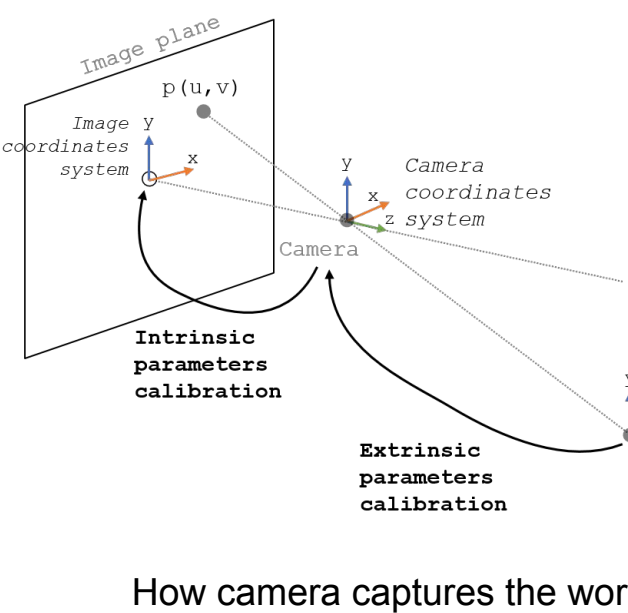 Image plane
p(u,v)
Image
coordinates
system
y
x
y
x
z
Camera
coordinates
system
Camera
Intrinsic
parameters
calibration
Extrinsic
parameters
calibration
How camera captures the